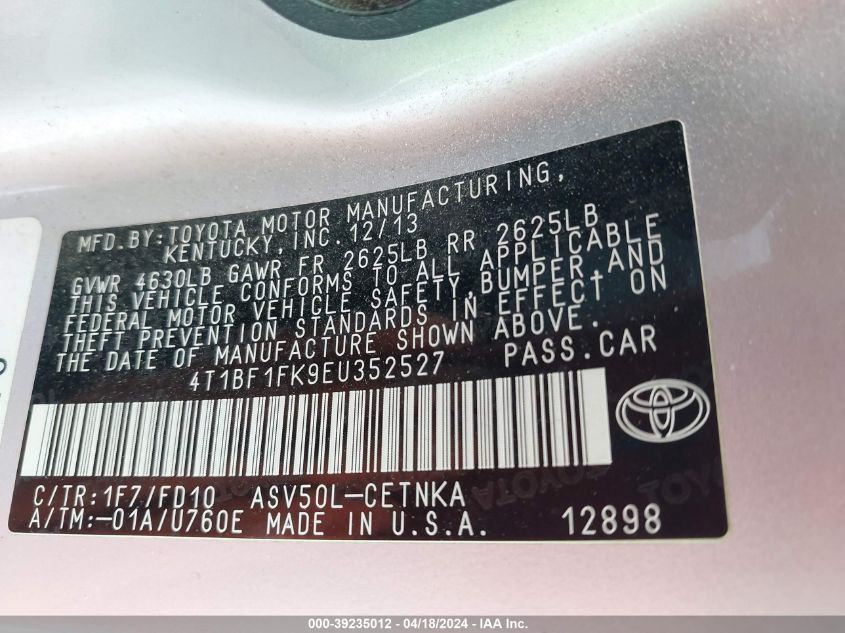 MFD.BY:TOYOTA MOTOR MANUFACTURING,
KENTUCKY, INC. 12/13
GVWR 4630LB GAWR FR 2625LB RR 2625LB
THIS VEHICLE CONFORMS TO ALL APPLICABLE
FEDERAL MOTOR VEHICLE SAFETY, BUMPER, AND
THEFT PREVENTION STANDARDS IN EFFECT ON
THE DATE OF MANUFACTURE SHOWN ABOVE.
4T1BF1FK9EU352527 PASS.CAR
C/TR:1F7/FD10 ASV50L-CETNKA
A/TM:-01A/U760E MADE IN U.S.A. 12898
000-39235012 - 04/18/2024 - IAA Inc.